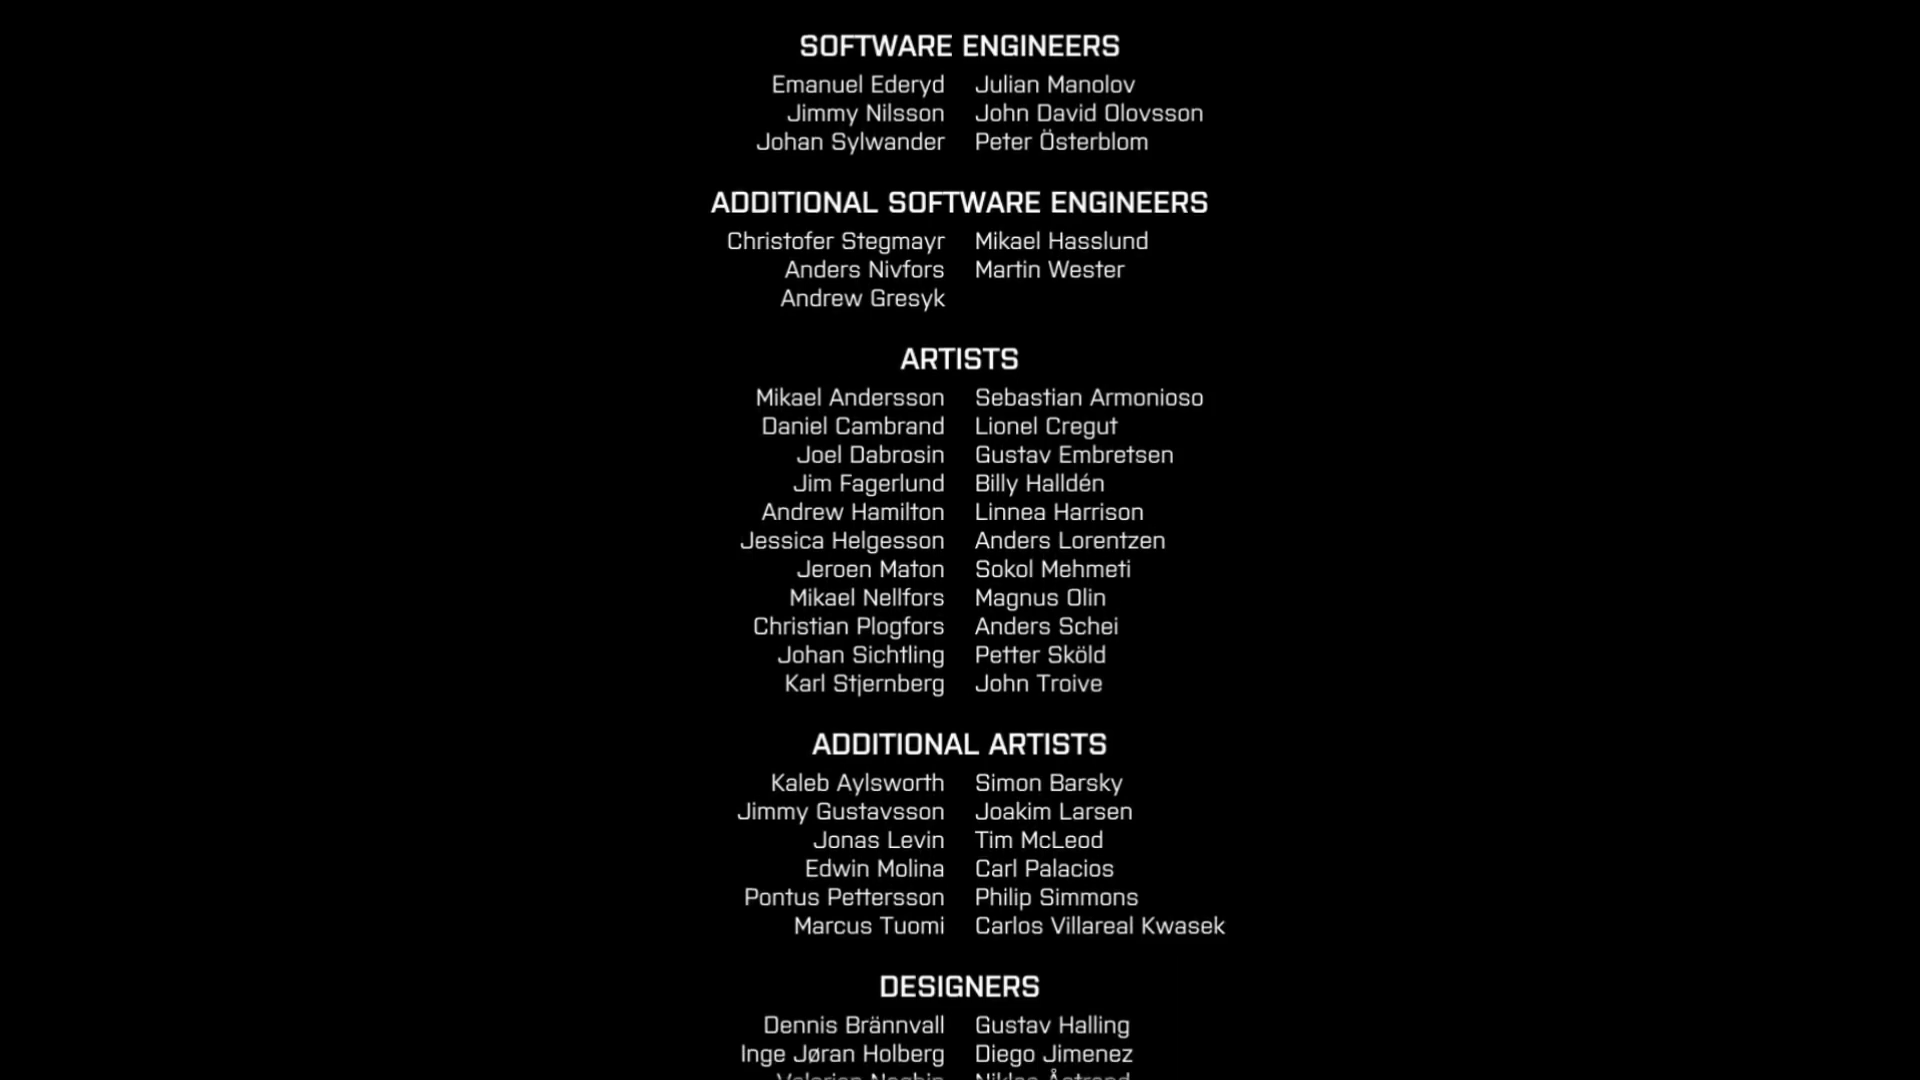 SOFTWARE ENGINEERS
Emanuel Ederyd Julian Manolov
Jimmy Nilsson John David Olovsson
Johan Sylwander Peter Österblom
ADDITIONAL SOFTWARE ENGINEERS
Christofer Stegmayr Mikael Hasslund
Anders Nivfors Martin Wester
Andrew Gresyk
ARTISTS
Mikael Andersson Sebastian Armonioso
Daniel Cambrand Lionel Cregut
Joel Dabrosin Gustav Embretsen
Jim Fagerlund Billy Halldén
Andrew Hamilton Linnea Harrison
Jessica Helgesson Anders Lorentzen
Jeroen Maton Sokol Mehmeti
Mikael Nellfors Magnus Olin
Christian Plogfors Anders Schei
Johan Sichtling Petter Sköld
Karl Stjernberg John Troive
ADDITIONAL ARTISTS
Kaleb Aylsworth Simon Barsky
Jimmy Gustavsson Joakim Larsen
Jonas Levin Tim McLeod
Edwin Molina Carl Palacios
Pontus Pettersson Philip Simmons
Marcus Tuomi Carlos Villareal Kwasek
DESIGNERS
Dennis Brännvall Gustav Halling
Inge Jøran Holberg Diego Jimenez